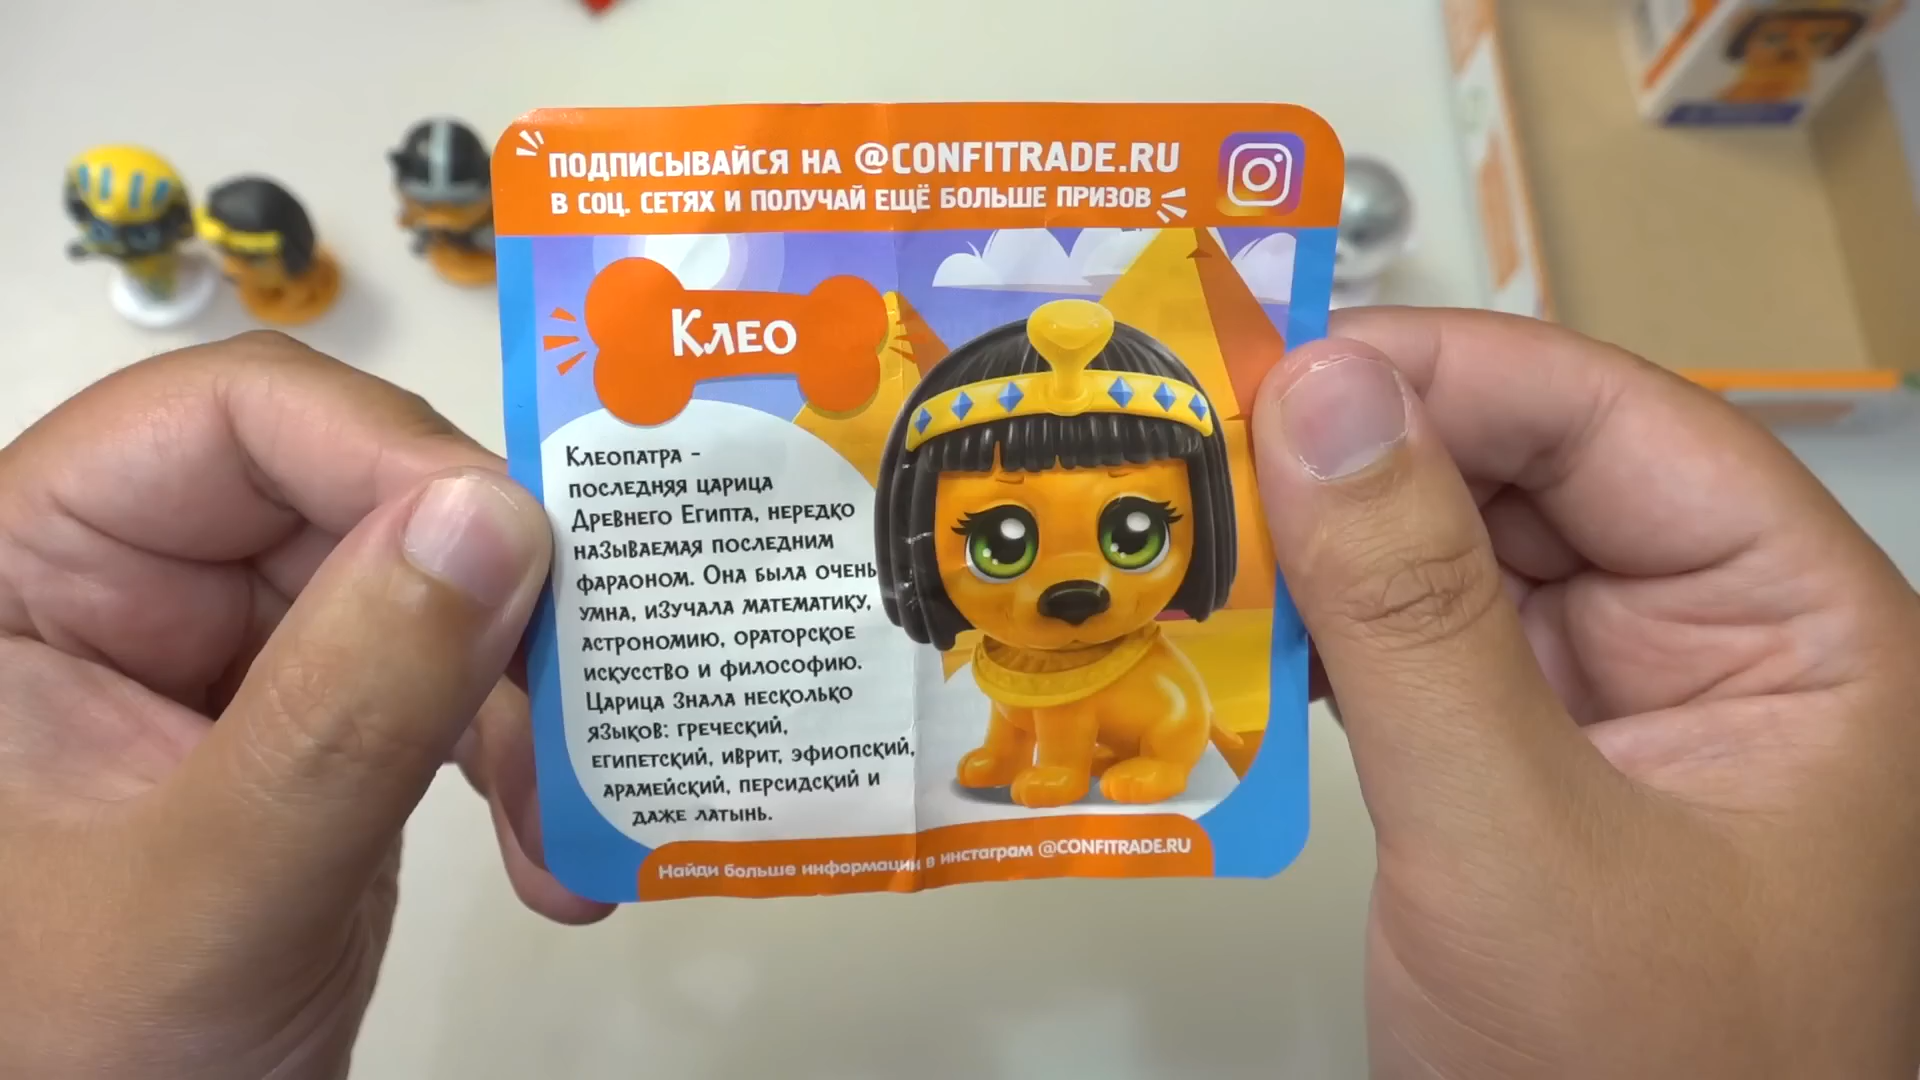 ПОДПИСЫВАЙСЯ НА @CONFITRADE.RU
В СОЦ. СЕТЯХ И ПОЛУЧАЙ ЕЩЁ БОЛЬШЕ ПРИЗОВ
Клео
Клеопатра -
последняя царица
Древнего Египта, нередко
называемая последним
фараоном. Она была очень
умна, изучала математику,
астрономию, ораторское
искусство и философию.
Царица знала несколько
языков: греческий,
египетский, иврит, эфиопский,
арамейский, персидский и
даже латынь.
Найди больше информации в инстаграм @CONFITRADE.RU